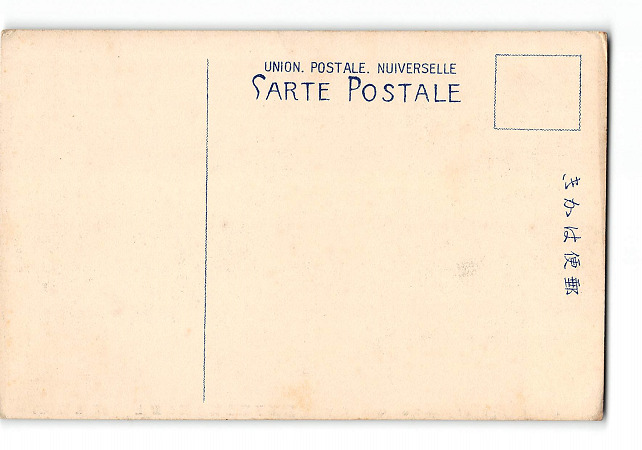 UNION. POSTALE. NUIVERSELLE
CARTE POSTALE
きかは便郵